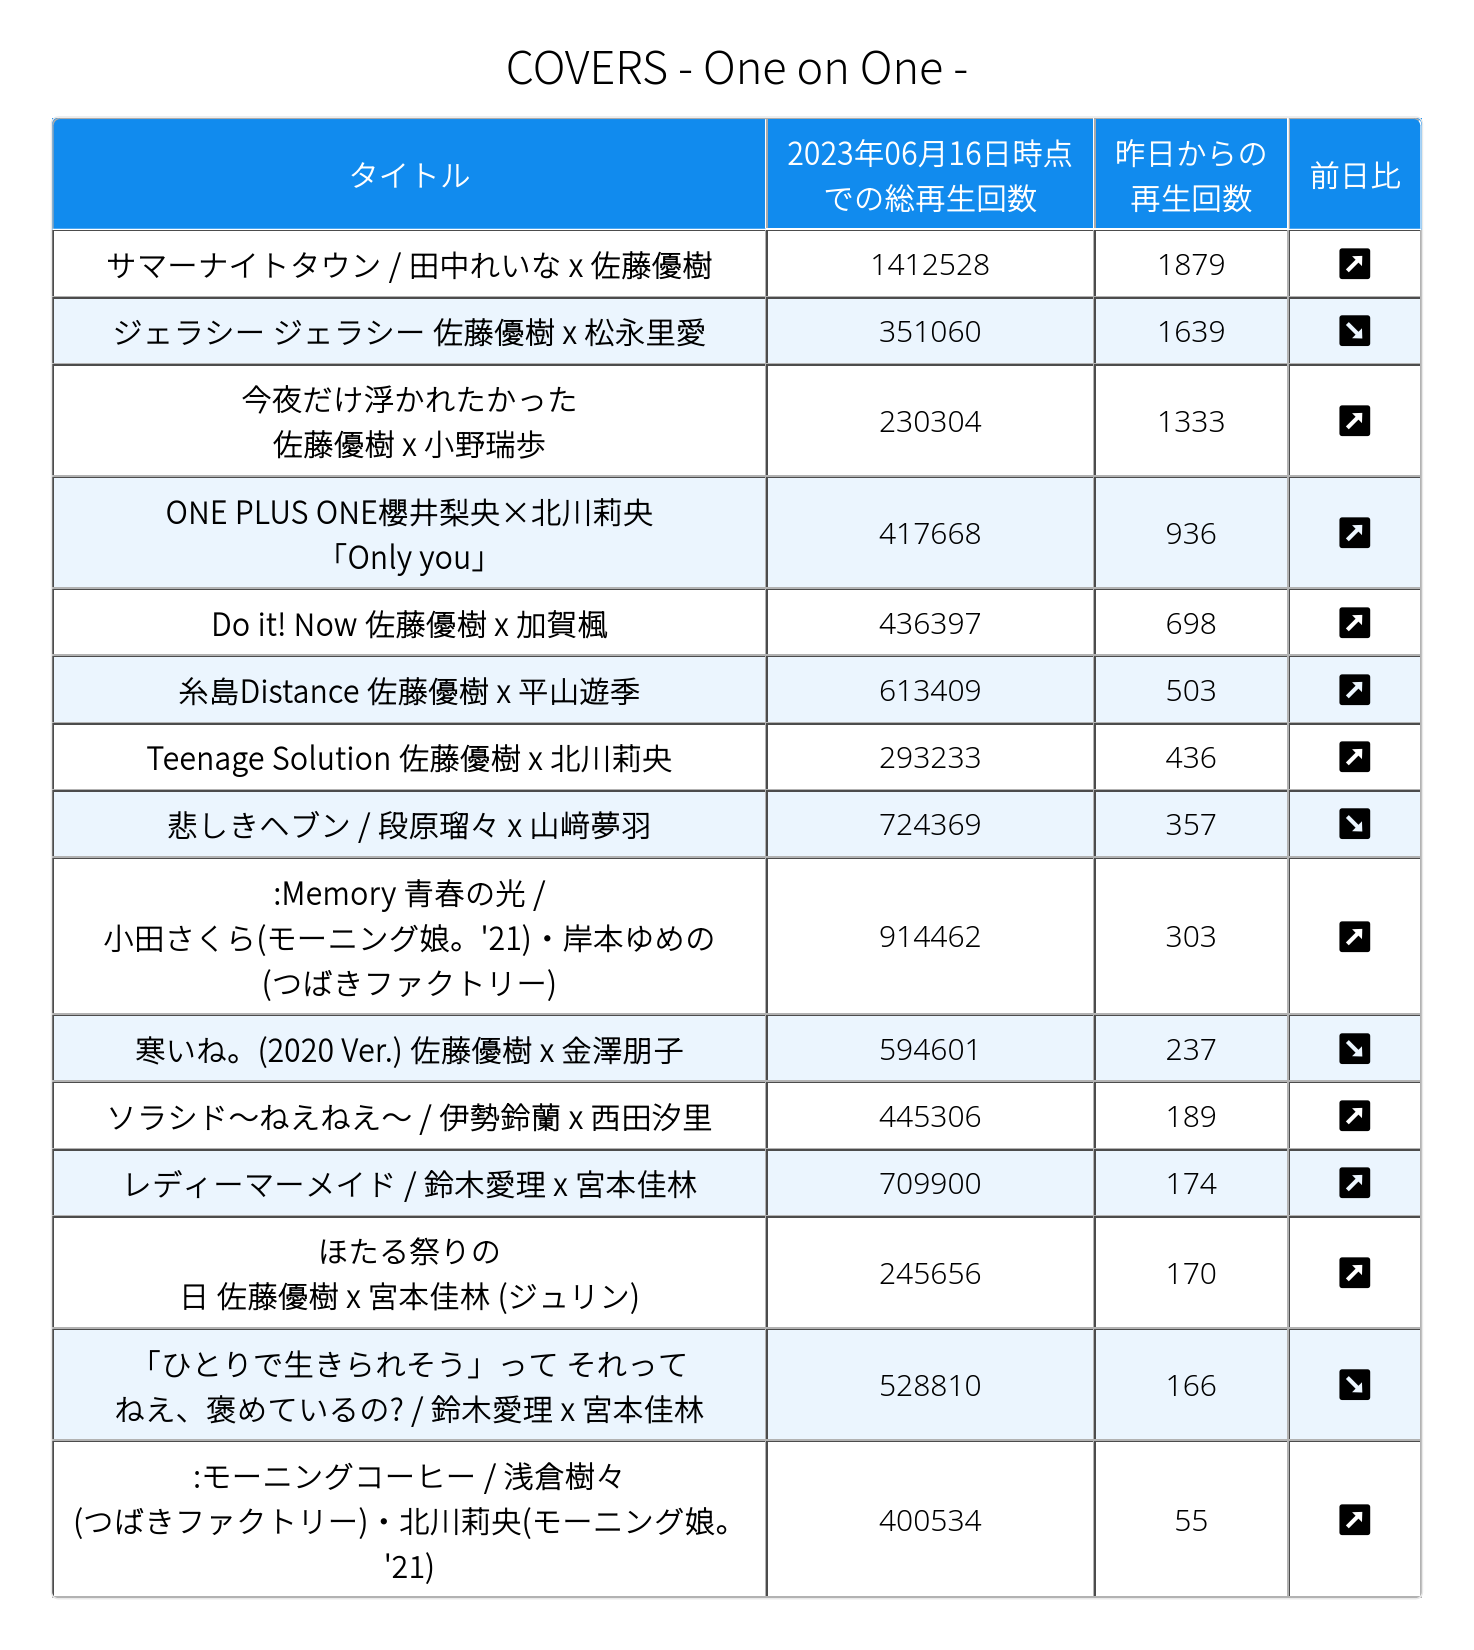 COVERS - One on One -
タイトル
2023年06月16日時点
での総再生回数
昨日からの
再生回数
前日比
サマーナイトタウン / 田中れいな x 佐藤優樹
1412528
1879
ジェラシー ジェラシー 佐藤優樹 x 松永里愛
351060
1639
今夜だけ浮かれたかった
佐藤優樹 x 小野瑞歩
230304
1333
ONE PLUS ONE櫻井梨央×北川莉央
「Only you」
417668
936
Do it! Now 佐藤優樹 x 加賀楓
436397
698
糸島Distance 佐藤優樹 x 平山遊季
613409
503
Teenage Solution 佐藤優樹 x 北川莉央
293233
436
悲しきヘブン / 段原瑠々 x 山﨑夢羽
724369
357
:Memory 青春の光 /
小田さくら(モーニング娘。'21)・岸本ゆめの
(つばきファクトリー)
914462
303
寒いね。(2020 Ver.) 佐藤優樹 x 金澤朋子
594601
237
ソラシド～ねえねえ～ / 伊勢鈴蘭 x 西田汐里
445306
189
レディーマーメイド / 鈴木愛理 x 宮本佳林
709900
174
ほたる祭りの
日 佐藤優樹 x 宮本佳林 (ジュリン)
245656
170
「ひとりで生きられそう」って それって
ねえ、褒めているの? / 鈴木愛理 x 宮本佳林
528810
166
:モーニングコーヒー / 浅倉樹々
(つばきファクトリー)・北川莉央(モーニング娘。
'21)
400534
55